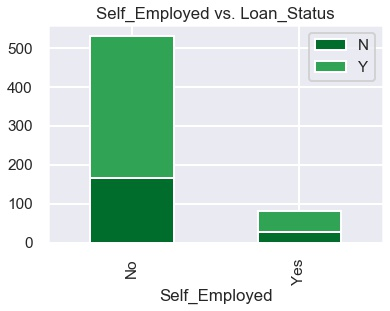 Self_Employed vs. Loan_Status
N
Y
500
400
300
200
100
0
No
Yes
Self_Employed